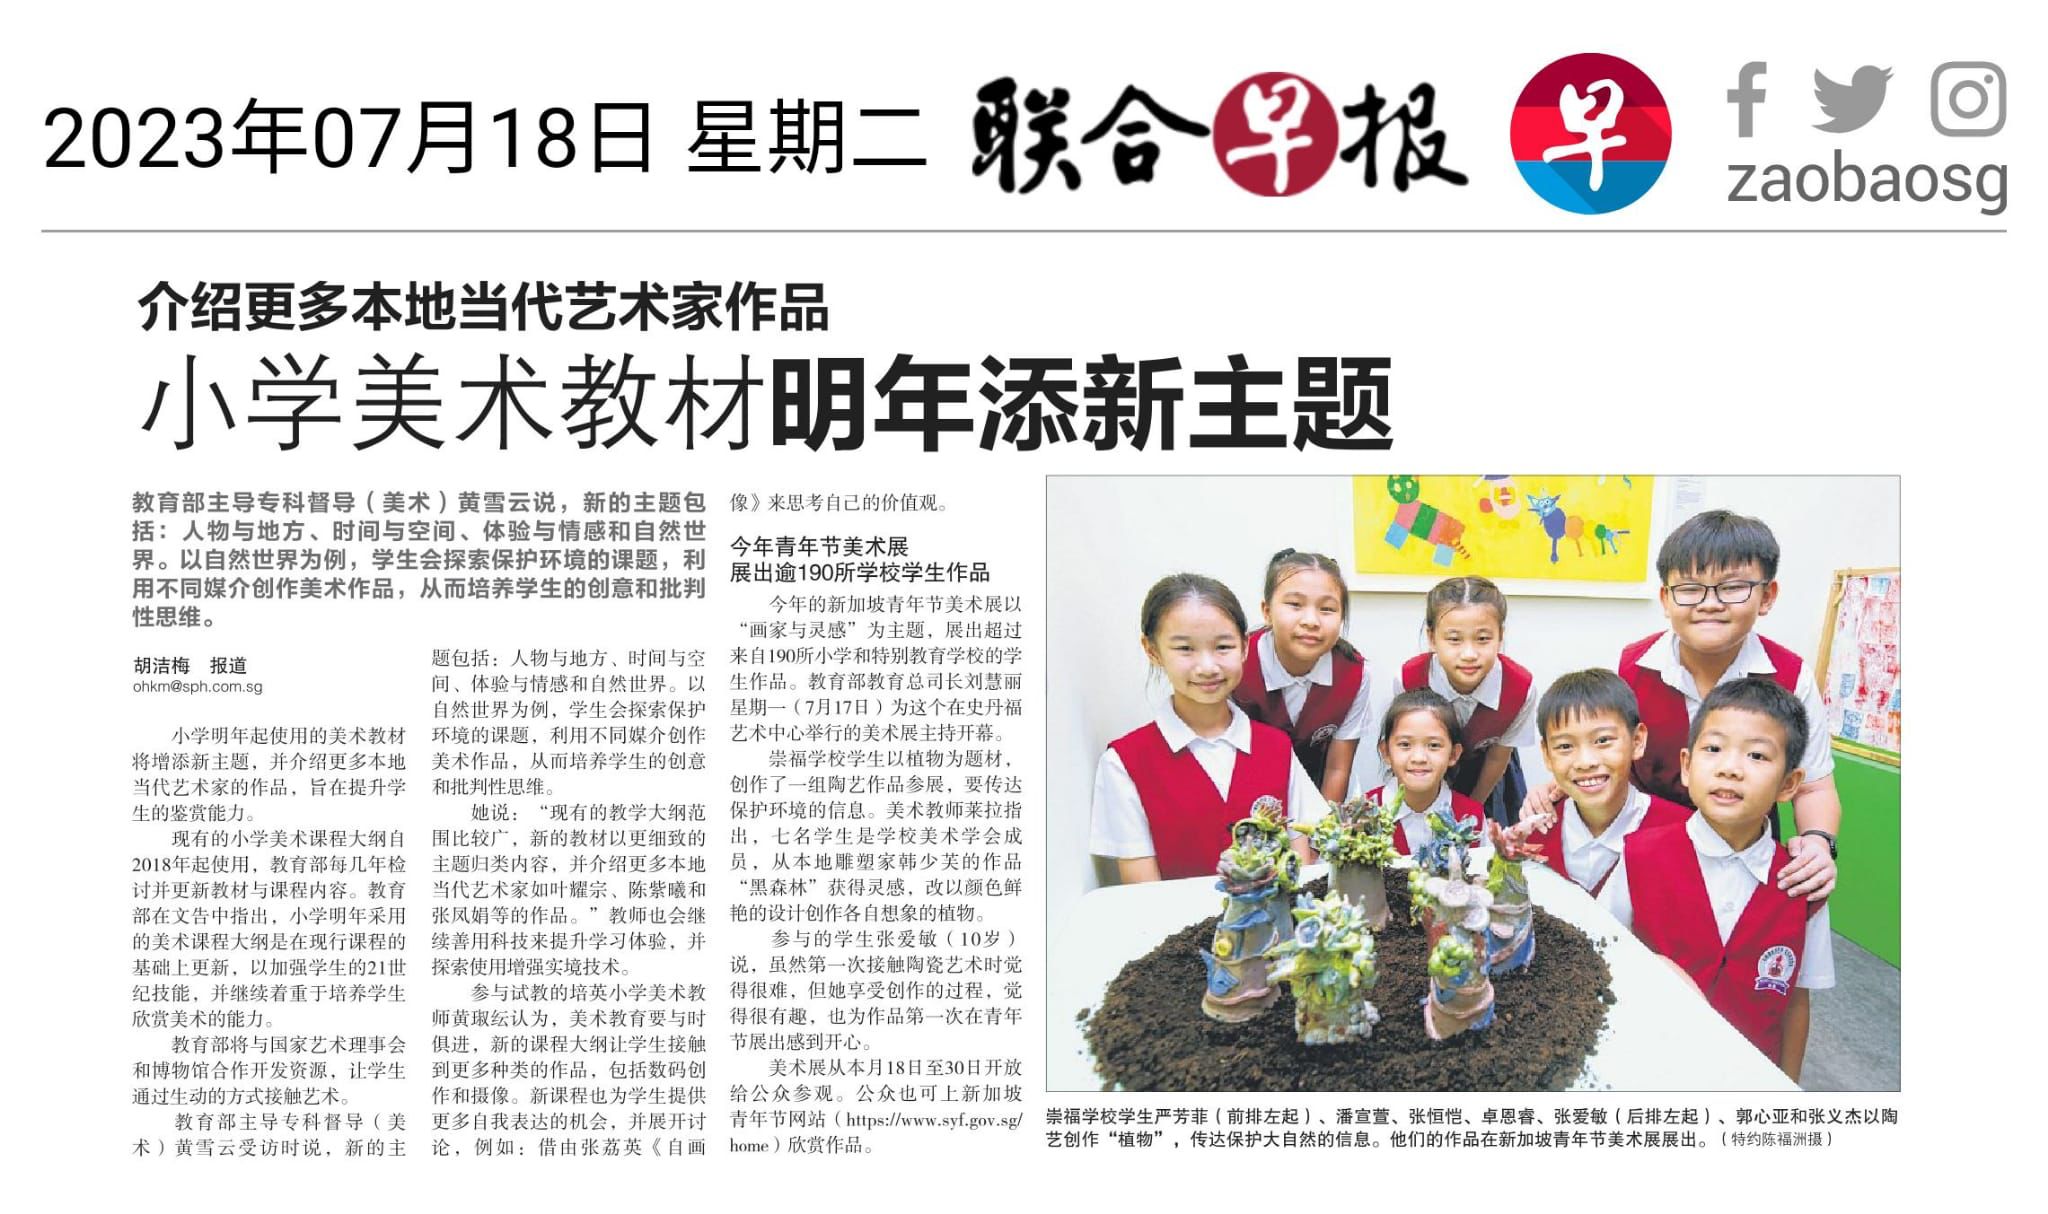 2023年07月18日 星期二
联合早报
早
zaobaosg
介绍更多本地当代艺术家作品
小学美术教材明年添新主题
教育部主导专科督导（美术）黄雪云说，新的主题包
括：人物与地方、时间与空间、体验与情感和自然世
界。以自然世界为例，学生会探索保护环境的课题，利
用不同媒介创作美术作品，从而培养学生的创意和批判
性思维。
胡洁梅　报道
ohkm@sph.com.sg
小学明年起使用的美术教材
将增添新主题，并介绍更多本地
当代艺术家的作品，旨在提升学
生的鉴赏能力。
现有的小学美术课程大纲自
2018年起使用，教育部每几年检
讨并更新教材与课程内容。教育
部在文告中指出，小学明年采用
的美术课程大纲是在现行课程的
基础上更新，以加强学生的21世
纪技能，并继续着重于培养学生
欣赏美术的能力。
教育部将与国家艺术理事会
和博物馆合作开发资源，让学生
通过生动的方式接触艺术。
教育部主导专科督导（美
术）黄雪云受访时说，新的主
题包括：人物与地方、时间与空
间、体验与情感和自然世界。以
自然世界为例，学生会探索保护
环境的课题，利用不同媒介创作
美术作品，从而培养学生的创意
和批判性思维。
她说：“现有的教学大纲范
围比较广，新的教材以更细致的
主题归类内容，并介绍更多本地
当代艺术家如叶耀宗、陈紫曦和
张凤娟等的作品。”教师也会继
续善用科技来提升学习体验，并
探索使用增强实境技术。
参与试教的培英小学美术教
师黄琡纭认为，美术教育要与时
俱进，新的课程大纲让学生接触
到更多种类的作品，包括数码创
作和摄像。新课程也为学生提供
更多自我表达的机会，并展开讨
论，例如：借由张荔英《自画
像》来思考自己的价值观。
今年青年节美术展
展出逾190所学校学生作品
今年的新加坡青年节美术展以
“画家与灵感”为主题，展出超过
来自190所小学和特别教育学校的学
生作品。教育部教育总司长刘慧丽
星期一（7月17日）为这个在史丹福
艺术中心举行的美术展主持开幕。
崇福学校学生以植物为题材，
创作了一组陶艺作品参展，要传达
保护环境的信息。美术教师莱拉指
出，七名学生是学校美术学会成
员，从本地雕塑家韩少芙的作品
“黑森林”获得灵感，改以颜色鲜
艳的设计创作各自想象的植物。
参与的学生张爱敏（10岁）
说，虽然第一次接触陶瓷艺术时觉
得很难，但她享受创作的过程，觉
得很有趣，也为作品第一次在青年
节展出感到开心。
美术展从本月18日至30日开放
给公众参观。公众也可上新加坡
青年节网站（https://www.syf.gov.sg/
home）欣赏作品。
崇福学校学生严芳菲（前排左起）、潘宣萱、张恒恺、卓恩睿、张爱敏（后排左起）、郭心亚和张义杰以陶
艺创作“植物”，传达保护大自然的信息。他们的作品在新加坡青年节美术展展出。（特约陈福洲摄）